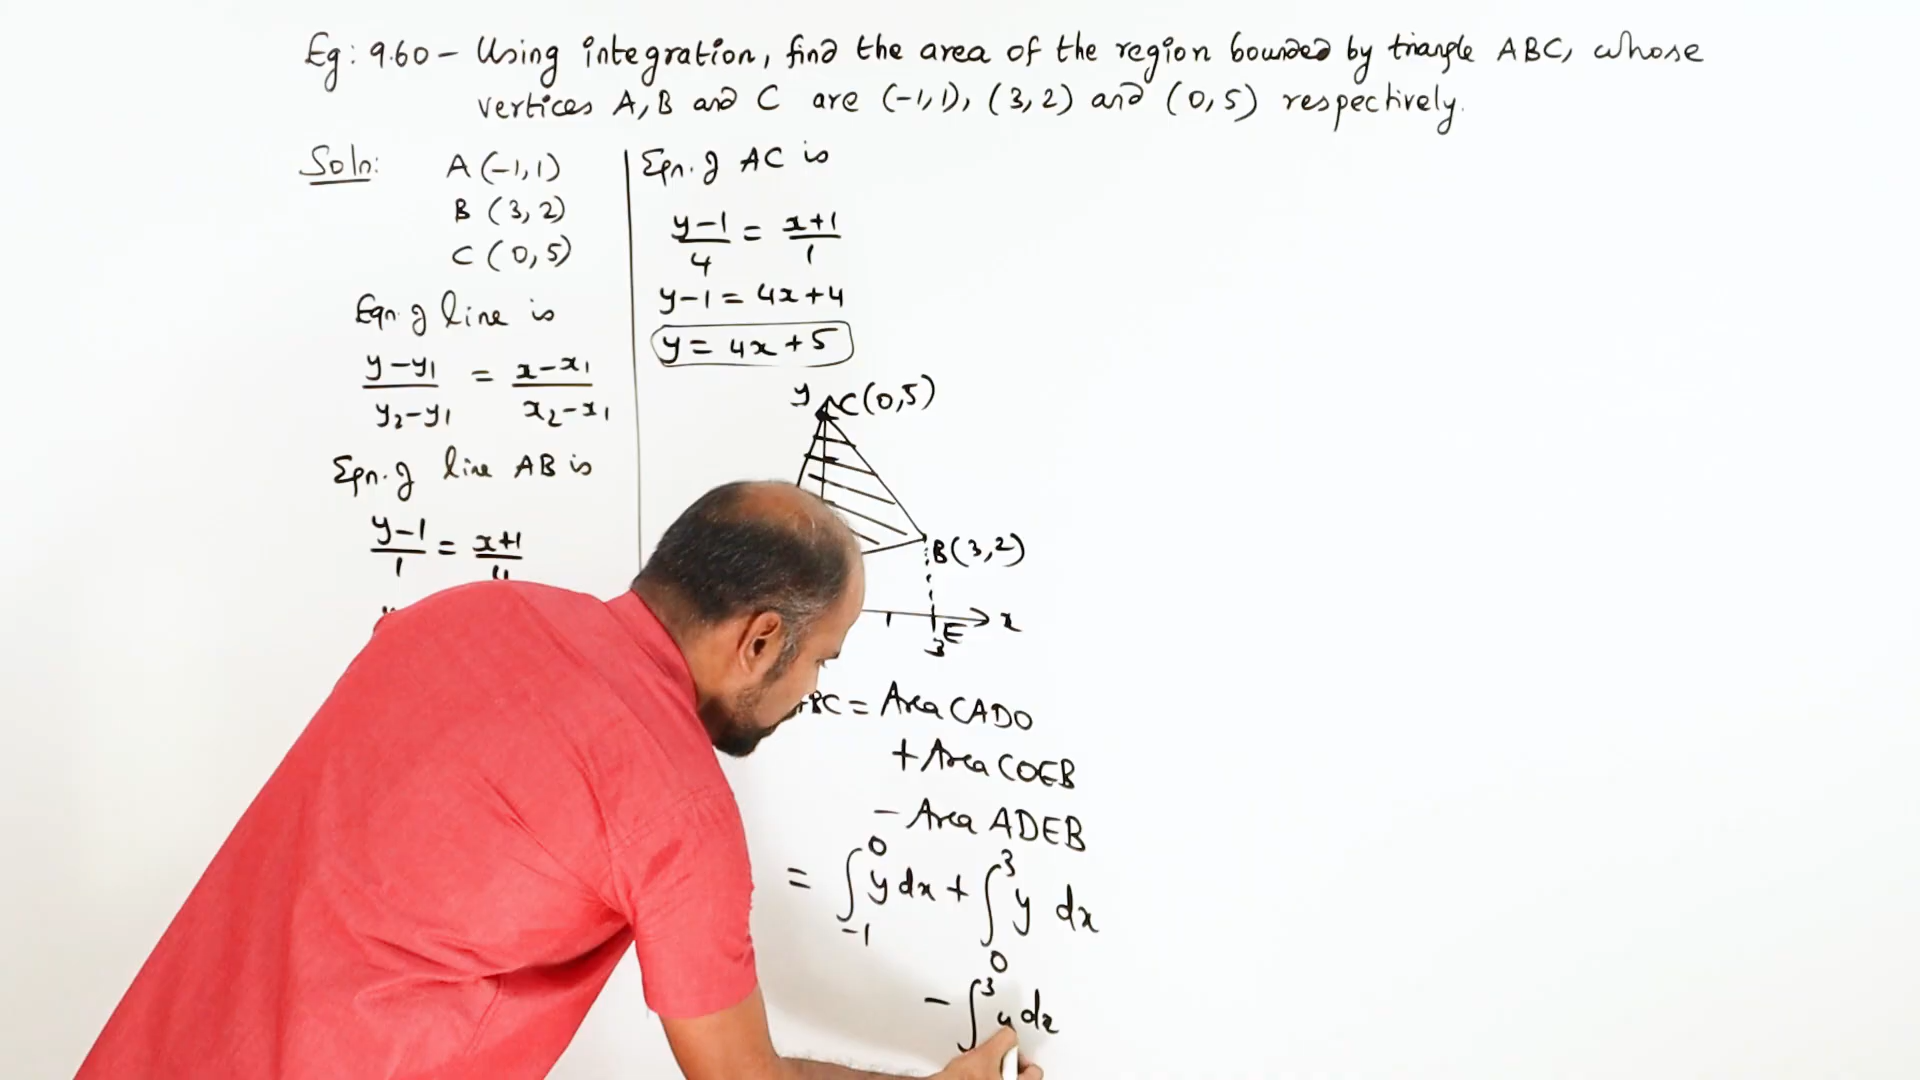 Eg: 9.60 - Using integration, find the area of the region bounded by triangle ABC, whose
vertices A, B and C are (-1,1), (3,2) and (0,5) respectively.
Soln:
A (-1,1)
B (3,2)
C (0,5)
Eqn. of line is
y-y1/y2-y1 = x-x1/x2-x1
Eqn. of line AB is
y-1/1 = x+1/4
Eqn. of AC is
y-1/4 = x+1/1
y-1 = 4x+4
y = 4x+5
y C(0,5)
B(3,2)
x
E
3
BC = Area CADO
+ Area COEB
- Area ADEB
= ∫₋₁⁰ y dx + ∫₀³ y dx
- ∫³ y dx